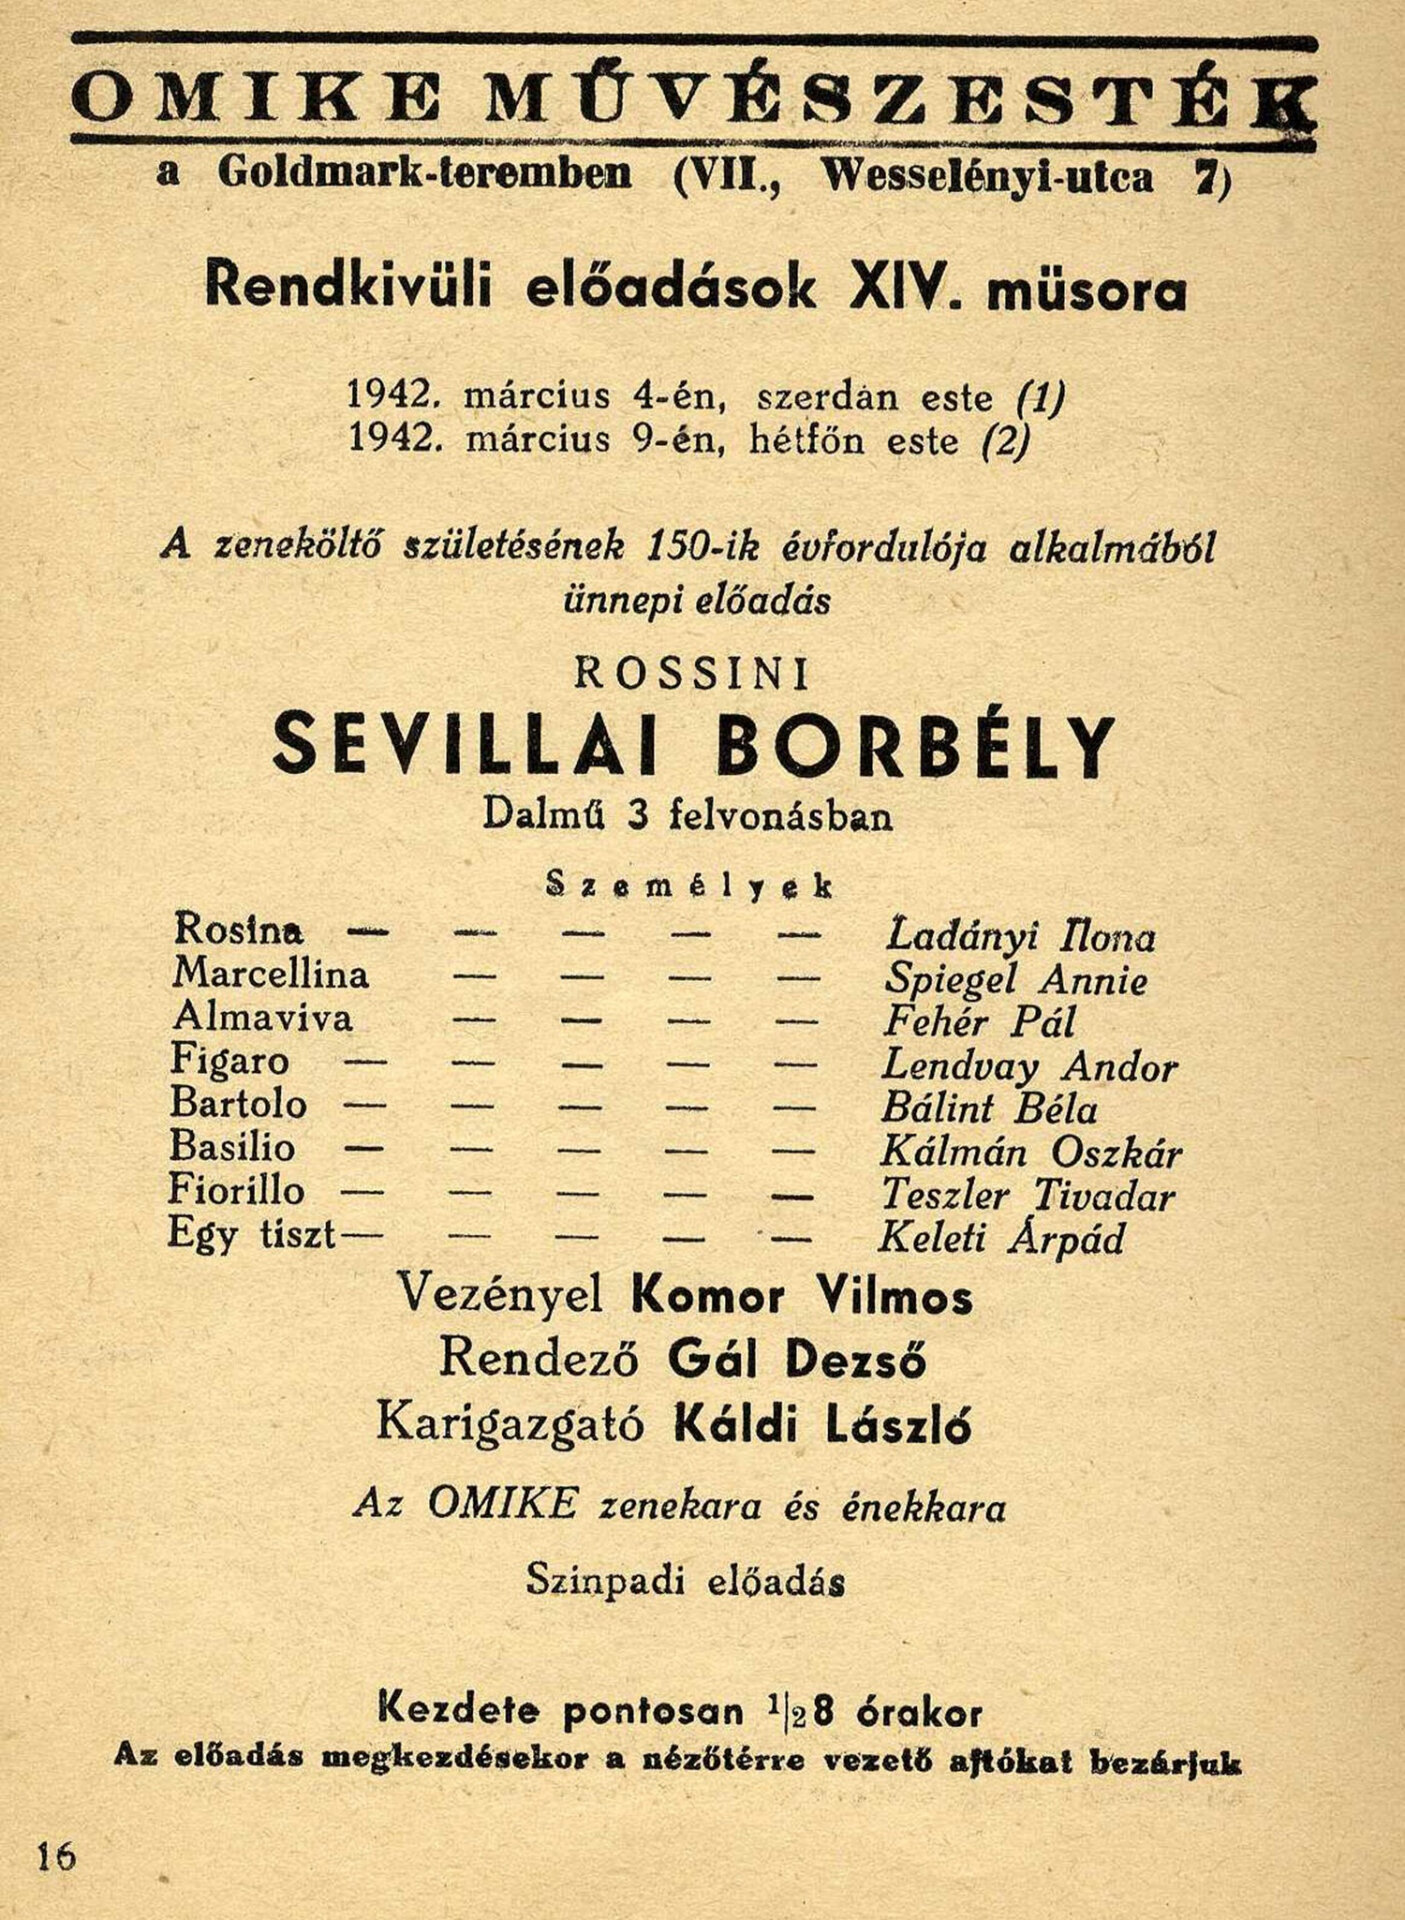 OMIKE MŰVÉSZESTÉK
a Goldmark-teremben (VII., Wesselényi-utca 7)
Rendkivüli előadások XIV. müsora
1942. március 4-én, szerdán este (1)
1942. március 9-én, hétfőn este (2)
A zeneköltő születésének 150-ik évfordulója alkalmából
ünnepi előadás
ROSSINI
SEVILLAI BORBÉLY
Dalmű 3 felvonásban
Személyek
Rosina — — — — — Ladányi Ilona
Marcellina — — — — Spiegel Annie
Almaviva — — — — Fehér Pál
Figaro — — — — — Lendvay Andor
Bartolo — — — — — Bálint Béla
Basilio — — — — — Kálmán Oszkár
Fiorillo — — — — — Teszler Tivadar
Egy tiszt — — — — — Keleti Árpád
Vezényel Komor Vilmos
Rendező Gál Dezső
Karigazgató Káldi László
Az OMIKE zenekara és énekkara
Szinpadi előadás
Kezdete pontosan 1/2 8 órakor
Az előadás megkezdésekor a nézőtérre vezető ajtókat bezárjuk
16